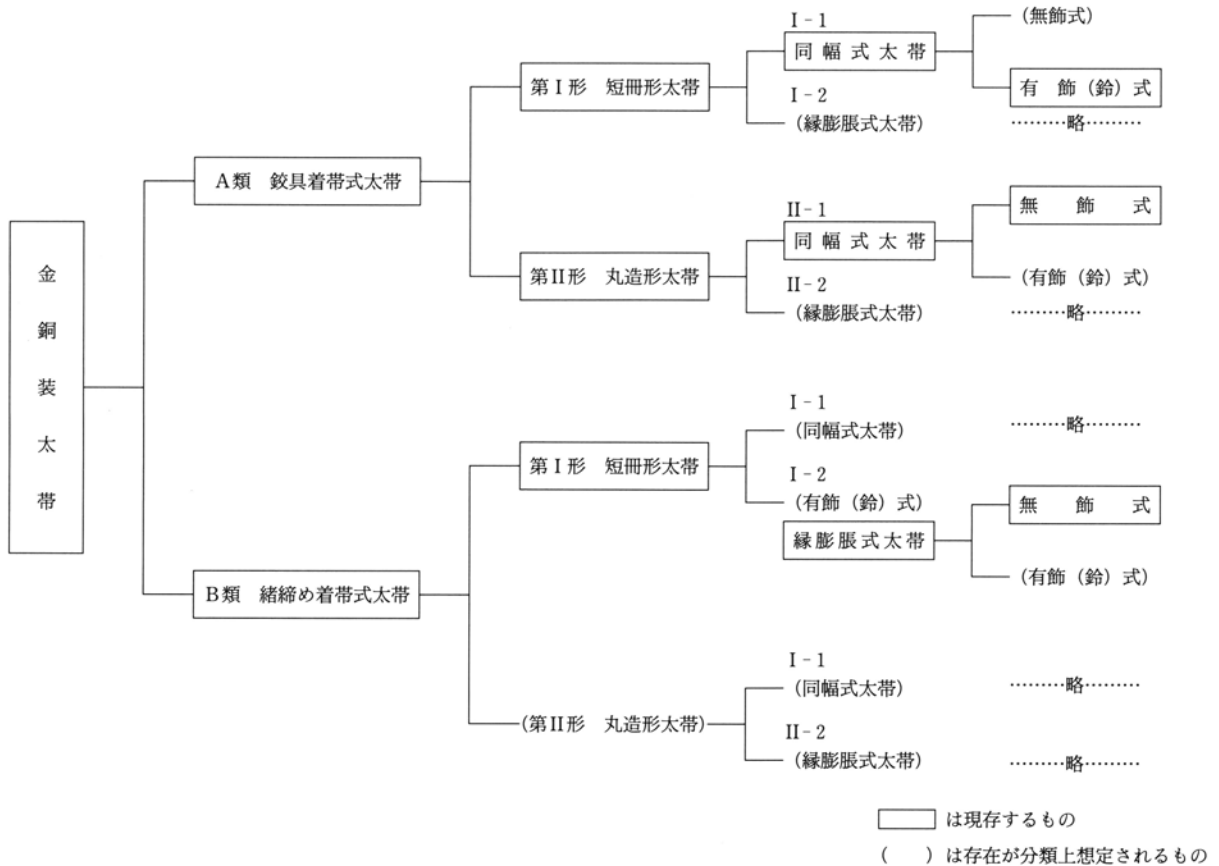 I-1
(無飾式)
同幅式太帯
第I形 短冊形太帯
有飾(鈴)式
I-2
(縁膨脹式太帯)
………略………
A類 鉸具着帯式太帯
II-1
無飾式
同幅式太帯
第II形 丸造形太帯
(有飾(鈴)式)
II-2
(縁膨脹式太帯)
………略………
金銅装太帯
I-1
(同幅式太帯)
………略………
第I形 短冊形太帯
I-2
(有飾(鈴)式)
無飾式
縁膨脹式太帯
(有飾(鈴)式)
B類 緒締め着帯式太帯
I-1
(同幅式太帯)
………略………
(第II形 丸造形太帯)
II-2
(縁膨脹式太帯)
………略………
は現存するもの
( )は存在が分類上想定されるもの